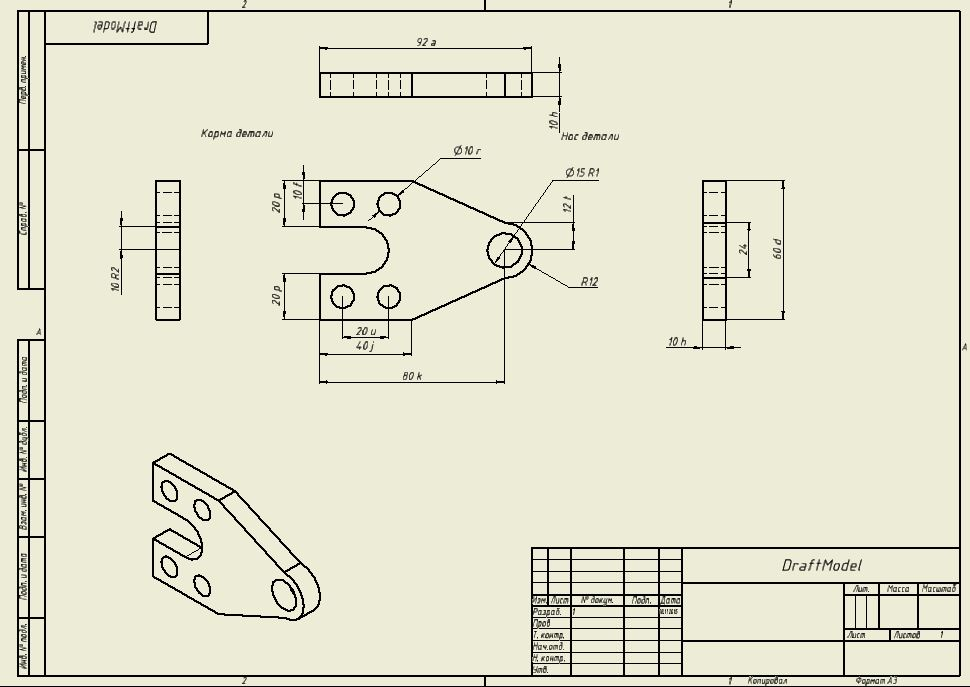 2
1
DraftModel
Перв. примен.
Справ. №
92 a
10 h
Корма детали
Нос детали
Ø10 r
Ø15 R1
20 p
10 f
12 t
10 R2
20 p
R12
24
60 d
20 u
40 j
80 k
10 h
А
А
Подп. и дата
Инв. № дубл.
Взам. инв. №
Подп. и дата
Инв. № подл.
DraftModel
Лит. Масса Масштаб
Изм. Лист № докум. Подп. Дата
Разраб. 1
Пров
Т. контр.
Лист Листов 1
Нач.отд.
Н. контр.
Утв.
2
1 Копировал Формат А3